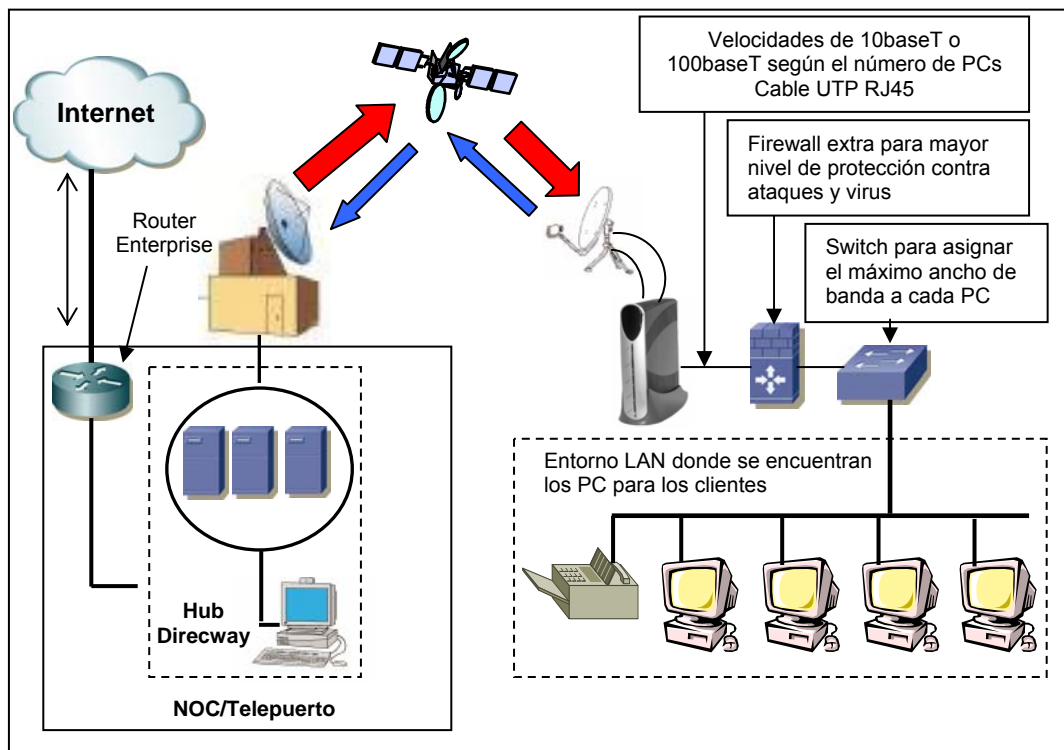 Internet
Router
Enterprise
Velocidades de 10baseT o
100baseT según el número de PCs
Cable UTP RJ45
Firewall extra para mayor
nivel de protección contra
ataques y virus
Switch para asignar
el máximo ancho de
banda a cada PC
Entorno LAN donde se encuentran
los PC para los clientes
Hub
Direcway
NOC/Telepuerto